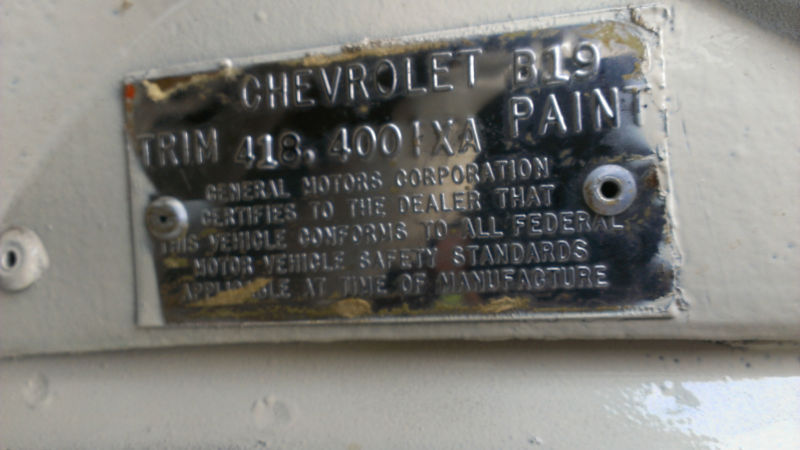 CHEVROLET B19
TRIM 418, 400 XA PAINT
GENERAL MOTORS CORPORATION
CERTIFIES TO THE DEALER THAT
THIS VEHICLE CONFORMS TO ALL FEDERAL
MOTOR VEHICLE SAFETY STANDARDS
APPLICABLE AT TIME OF MANUFACTURE